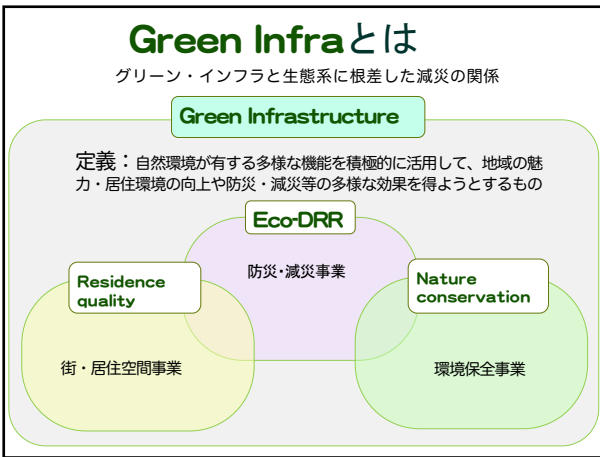 Green Infraとは
グリーン・インフラと生態系に根差した減災の関係
Green Infrastructure
定義：自然環境が有する多様な機能を積極的に活用して、地域の魅
力・居住環境の向上や防災・減災等の多様な効果を得ようとするもの
Eco-DRR
防災・減災事業
Residence
quality
街・居住空間事業
Nature
conservation
環境保全事業